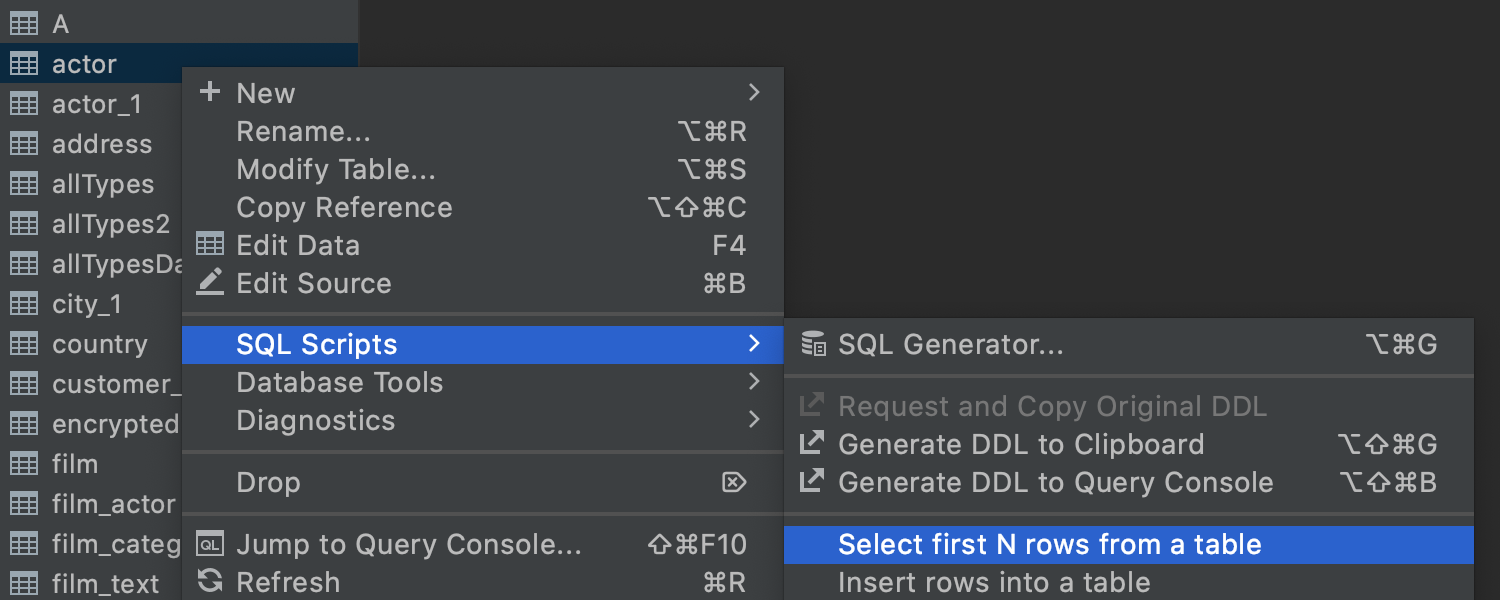 A
actor
actor_1
address
allTypes
allTypes2
allTypesDa
city_1
country
customer_
encrypted
film
film_actor
film_categ
film_text
New
Rename... ⌥⌘R
Modify Table... ⌥⌘S
Copy Reference ⌥⇧⌘C
Edit Data F4
Edit Source ⌘B
SQL Scripts
Database Tools
Diagnostics
Drop ⌦
QL Jump to Query Console... ⇧⌘F10
Refresh ⌘R
SQL Generator... ⌥⌘G
Request and Copy Original DDL
Generate DDL to Clipboard ⌥⇧⌘G
Generate DDL to Query Console ⌥⇧⌘B
Select first N rows from a table
Insert rows into a table